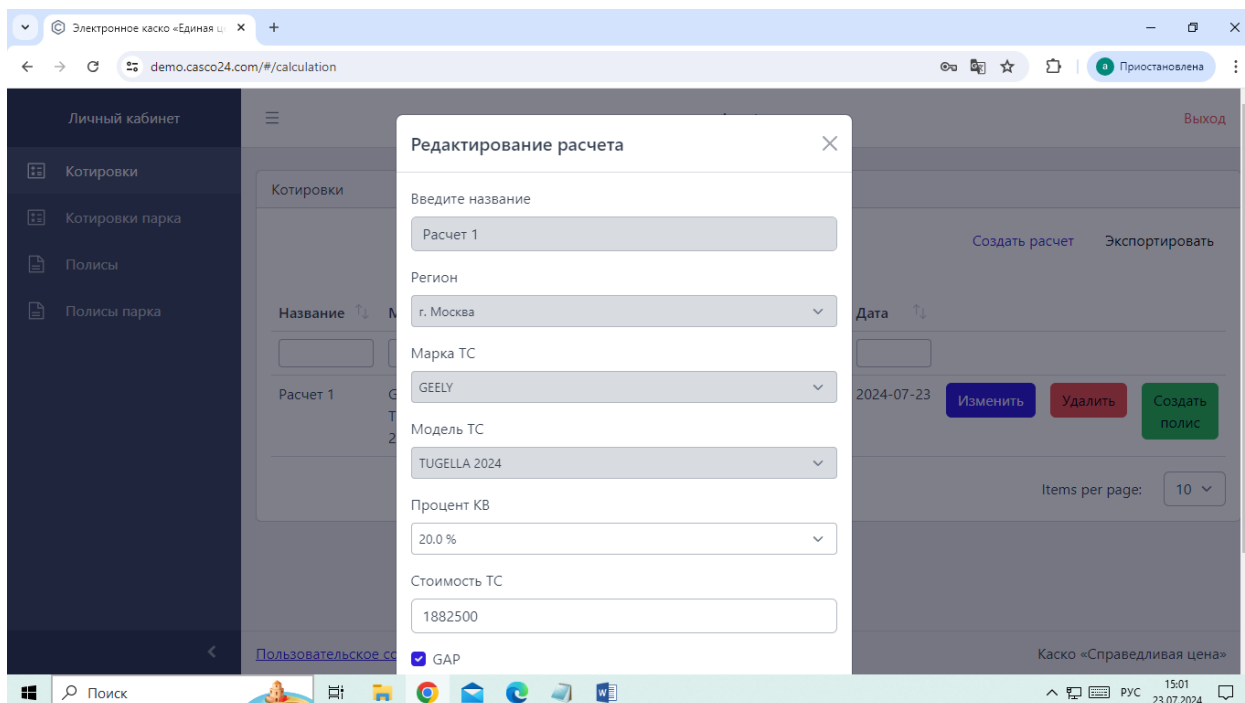 Электронное каско «Единая ц
demo.casco24.com/#/calculation
а Приостановлена
Личный кабинет
Выход
Котировки
Котировки парка
Полисы
Полисы парка
Котировки
Создать расчет Экспортировать
Название Дата
Расчет 1 2024-07-23 Изменить Удалить Создать
полис
Items per page: 10
Редактирование расчета
Введите название
Расчет 1
Регион
г. Москва
Марка ТС
GEELY
Модель ТС
TUGELLA 2024
Процент КВ
20.0 %
Стоимость ТС
1882500
GAP
Пользовательское со
Каско «Справедливая цена»
Поиск
РУС
15:01
23.07.2024